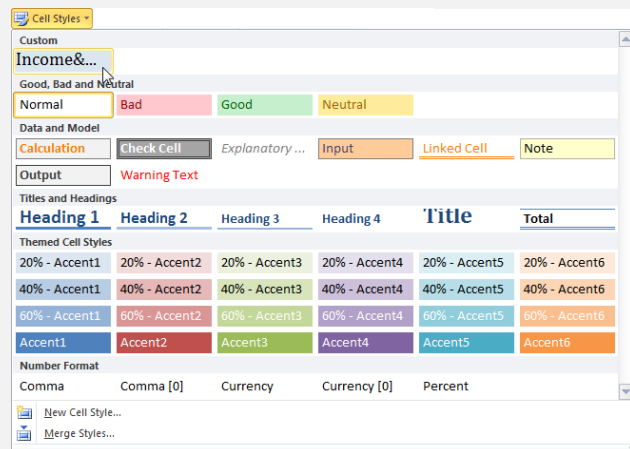 Cell Styles
Custom
Income&...
Good, Bad and Neutral
Normal Bad Good Neutral
Data and Model
Calculation Check Cell Explanatory ... Input Linked Cell Note
Output Warning Text
Titles and Headings
Heading 1 Heading 2 Heading 3 Heading 4 Title Total
Themed Cell Styles
20% - Accent1 20% - Accent2 20% - Accent3 20% - Accent4 20% - Accent5 20% - Accent6
40% - Accent1 40% - Accent2 40% - Accent3 40% - Accent4 40% - Accent5 40% - Accent6
60% - Accent1 60% - Accent2 60% - Accent3 60% - Accent4 60% - Accent5 60% - Accent6
Accent1 Accent2 Accent3 Accent4 Accent5 Accent6
Number Format
Comma Comma [0] Currency Currency [0] Percent
New Cell Style...
Merge Styles...